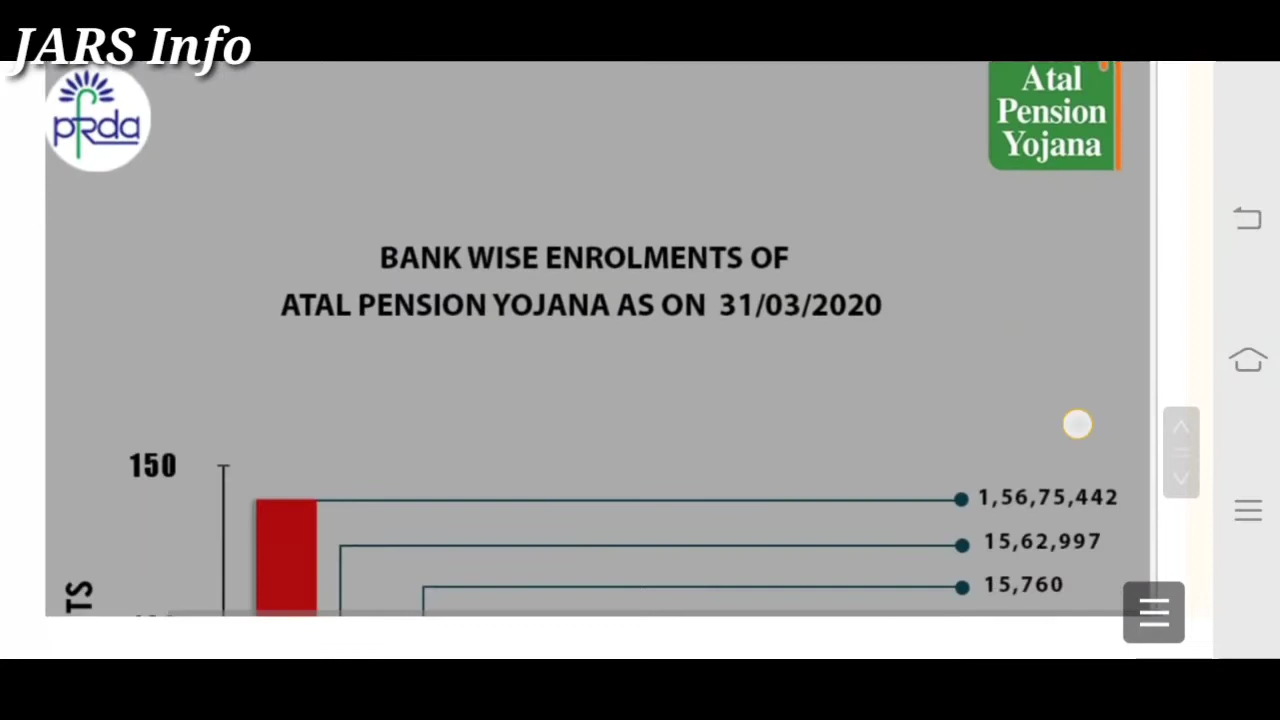 JARS Info
pfrda
Atal
Pension
Yojana
BANK WISE ENROLMENTS OF
ATAL PENSION YOJANA AS ON 31/03/2020
150
1,56,75,442
15,62,997
15,760
TS